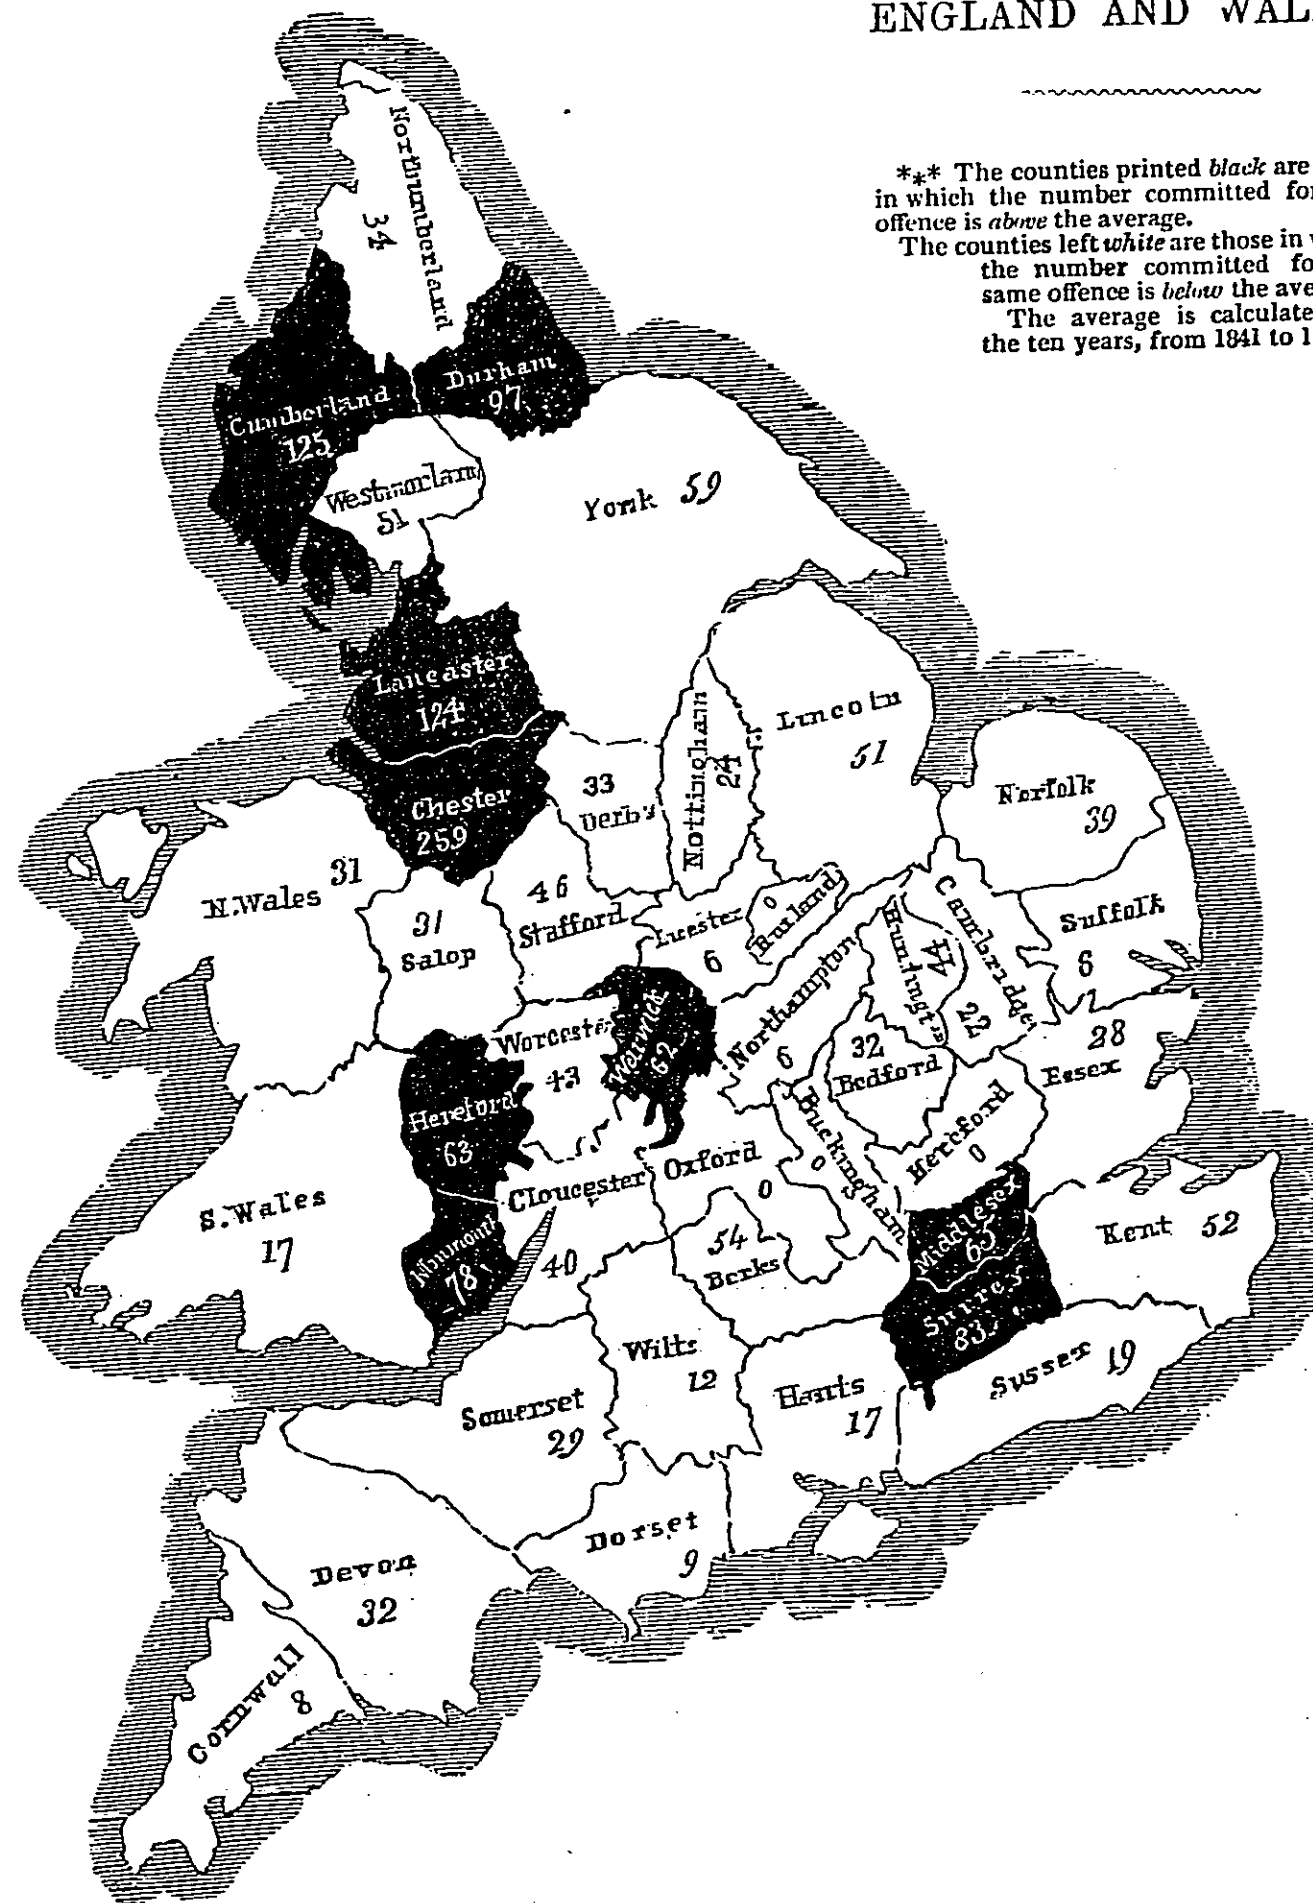 ENGLAND AND WAL
*** The counties printed black are
in which the number committed for
offence is above the average.
The counties left white are those in
the number committed fo
same offence is below the ave
The average is calculate
the ten years, from 1841 to 1
Northumberland
34
Durham
97
Cumberland
125
Westmorland
51
York 59
Lancaster
124
Lincoln
51
Nottingham
24
Chester
259
33
Derby
Norfolk
39
N.Wales 31
31
Salop
46
Stafford
Leicester
6
0
Rutland
Huntingt
44
Cambridge
22
Suffolk
6
Northampton
6
Worcester
43
Warwick
62
32
Bedford
28
Essex
Hereford
63
Buckingham
0
Hertford
0
Cloucester
40
Oxford
0
S.Wales
17
Monmouth
78
54
Berks
Middlesex
63
Kent 52
Surrey
83
Wilts
12
Hants
17
Sussex 19
Somerset
29
Dorset
9
Devon
32
Cornwall
8